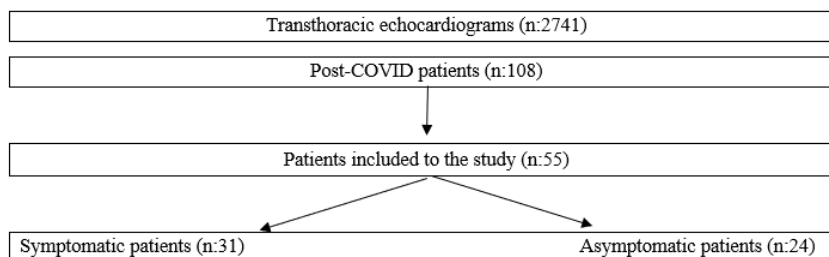 Transthoracic echocardiograms (n:2741)
Post-COVID patients (n:108)
Patients included to the study (n:55)
Symptomatic patients (n:31) Asymptomatic patients (n:24)